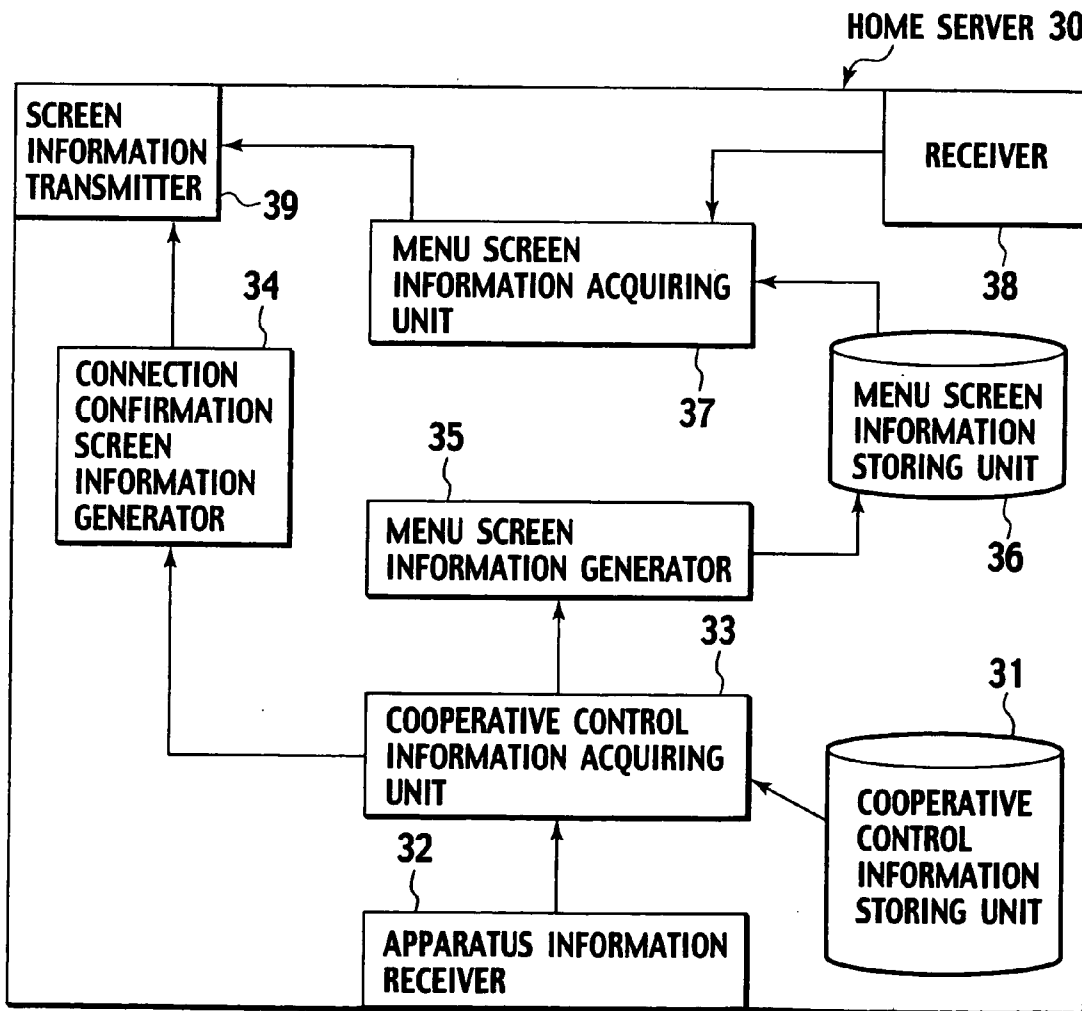 HOME SERVER 30
SCREEN
INFORMATION
TRANSMITTER
39
RECEIVER
38
MENU SCREEN
INFORMATION ACQUIRING
UNIT
37
34
CONNECTION
CONFIRMATION
SCREEN
INFORMATION
GENERATOR
MENU SCREEN
INFORMATION
STORING UNIT
36
35
MENU SCREEN
INFORMATION GENERATOR
33
COOPERATIVE CONTROL
INFORMATION ACQUIRING
UNIT
31
COOPERATIVE
CONTROL
INFORMATION
STORING UNIT
32
APPARATUS INFORMATION
RECEIVER